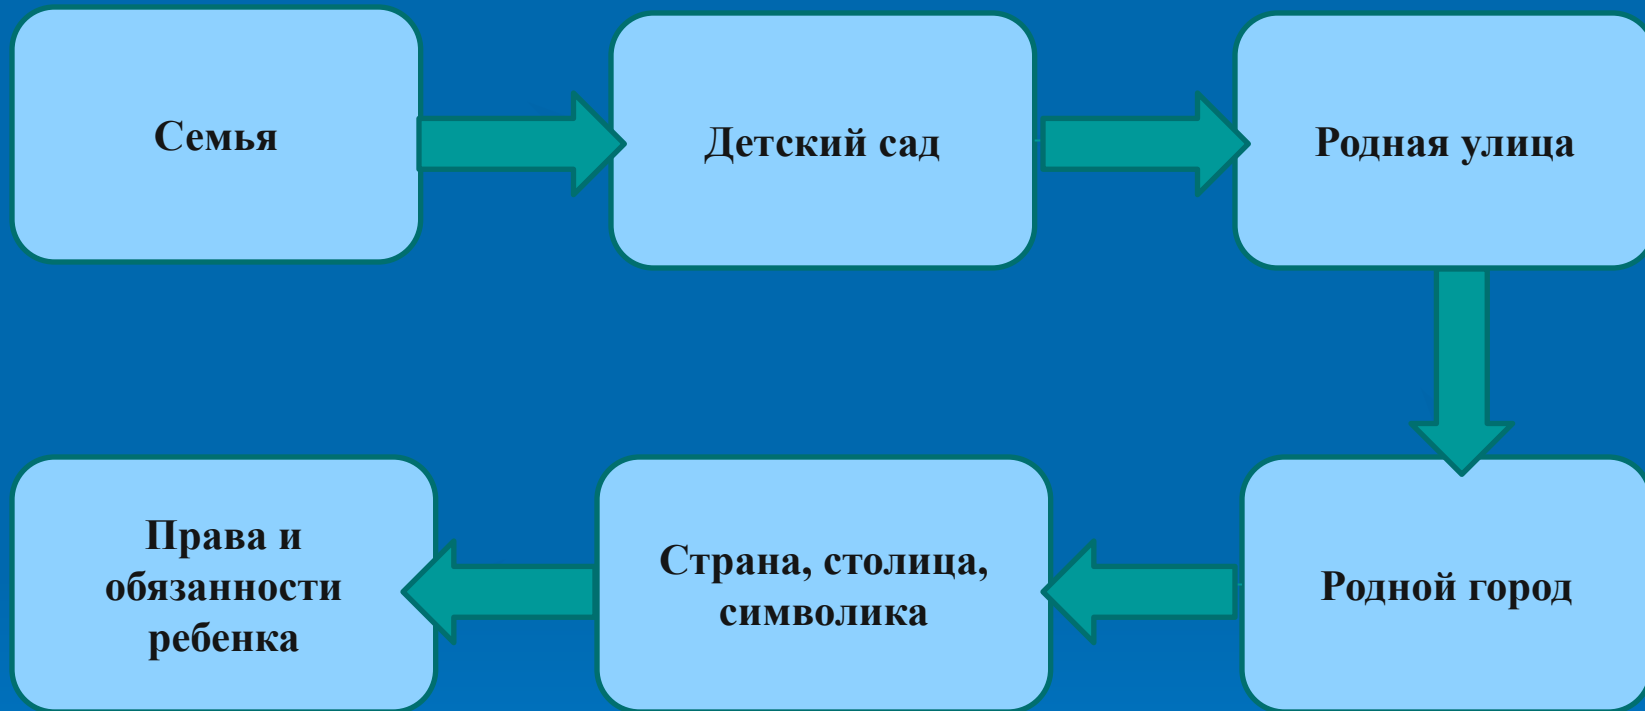 Семья
Детский сад
Родная улица
Права и
обязанности
ребенка
Страна, столица,
символика
Родной город